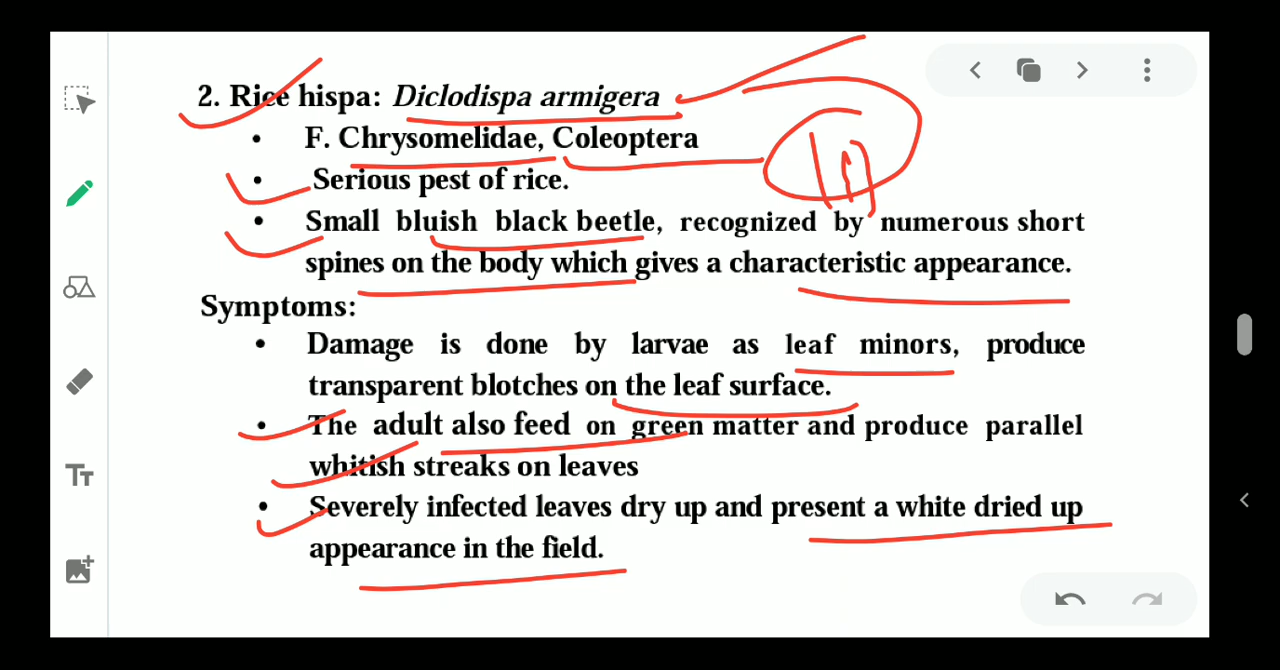 2. Rice hispa: Diclodispa armigera
• F. Chrysomelidae, Coleoptera
• Serious pest of rice.
• Small bluish black beetle, recognized by numerous short
spines on the body which gives a characteristic appearance.
Symptoms:
• Damage is done by larvae as leaf minors, produce
transparent blotches on the leaf surface.
• The adult also feed on green matter and produce parallel
whitish streaks on leaves
• Severely infected leaves dry up and present a white dried up
appearance in the field.
TT